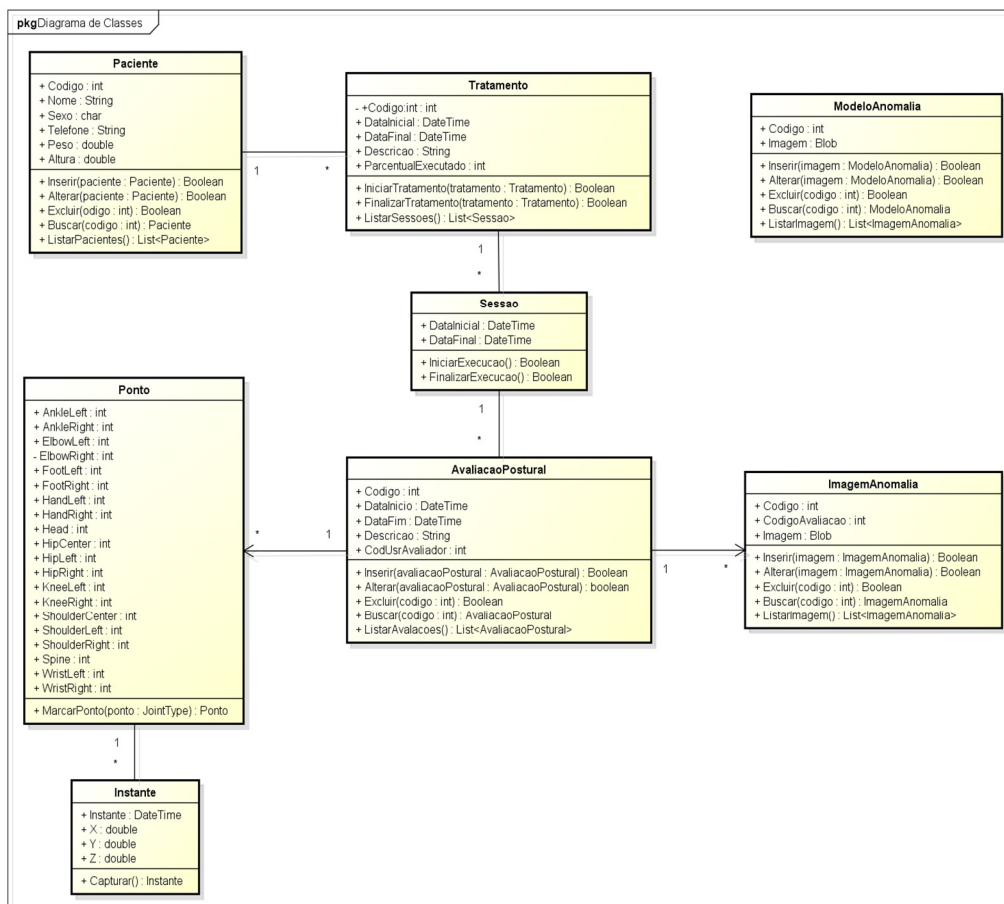 pkg Diagrama de Classes
Paciente
+ Codigo : int
+ Nome : String
+ Sexo : char
+ Telefone : String
+ Peso : double
+ Altura : double
+ Inserir(paciente : Paciente) : Boolean
+ Alterar(paciente : Paciente) : Boolean
+ Excluir(odigo : int) : Boolean
+ Buscar(codigo : int) : Paciente
+ ListarPacientes() : List<Paciente>
1
*
Tratamento
- +Codigo:int : int
+ DataInicial : DateTime
+ DataFinal : DateTime
+ Descricao : String
+ ParcentualExecutado : int
+ IniciarTratamento(tratamento : Tratamento) : Boolean
+ FinalizarTratamento(tratamento : Tratamento) : Boolean
+ ListarSessoes() : List<Sessao>
ModeloAnomalia
+ Codigo : int
+ Imagem : Blob
+ Inserir(imagem : ModeloAnomalia) : Boolean
+ Alterar(imagem : ModeloAnomalia) : Boolean
+ Excluir(codigo : int) : Boolean
+ Buscar(codigo : int) : ModeloAnomalia
+ ListarImagem() : List<ImagemAnomalia>
1
*
Sessao
+ DataInicial : DateTime
+ DataFinal : DateTime
+ IniciarExecucao() : Boolean
+ FinalizarExecucao() : Boolean
1
*
Ponto
+ AnkleLeft : int
+ AnkleRight : int
+ ElbowLeft : int
- ElbowRight : int
+ FootLeft : int
+ FootRight : int
+ HandLeft : int
+ HandRight : int
+ Head : int
+ HipCenter : int
+ HipLeft : int
+ HipRight : int
+ KneeLeft : int
+ KneeRight : int
+ ShoulderCenter : int
+ ShoulderLeft : int
+ ShoulderRight : int
+ Spine : int
+ WristLeft : int
+ WristRight : int
+ MarcarPonto(ponto : JointType) : Ponto
*
1
AvaliacaoPostural
+ Codigo : int
+ DataInicio : DateTime
+ DataFim : DateTime
+ Descricao : String
+ CodUsrAvaliador : int
+ Inserir(avaliacaoPostural : AvaliacaoPostural) : Boolean
+ Alterar(avaliacaoPostural : AvaliacaoPostural) : boolean
+ Excluir(codigo : int) : Boolean
+ Buscar(codigo : int) : AvaliacaoPostural
+ ListarAvalacoes() : List<AvaliacaoPostural>
1
*
ImagemAnomalia
+ Codigo : int
+ CodigoAvaliacao : int
+ Imagem : Blob
+ Inserir(imagem : ImagemAnomalia) : Boolean
+ Alterar(imagem : ImagemAnomalia) : Boolean
+ Excluir(codigo : int) : Boolean
+ Buscar(codigo : int) : ImagemAnomalia
+ ListarImagem() : List<ImagemAnomalia>
1
*
Instante
+ Instante : DateTime
+ X : double
+ Y : double
+ Z : double
+ Capturar() : Instante